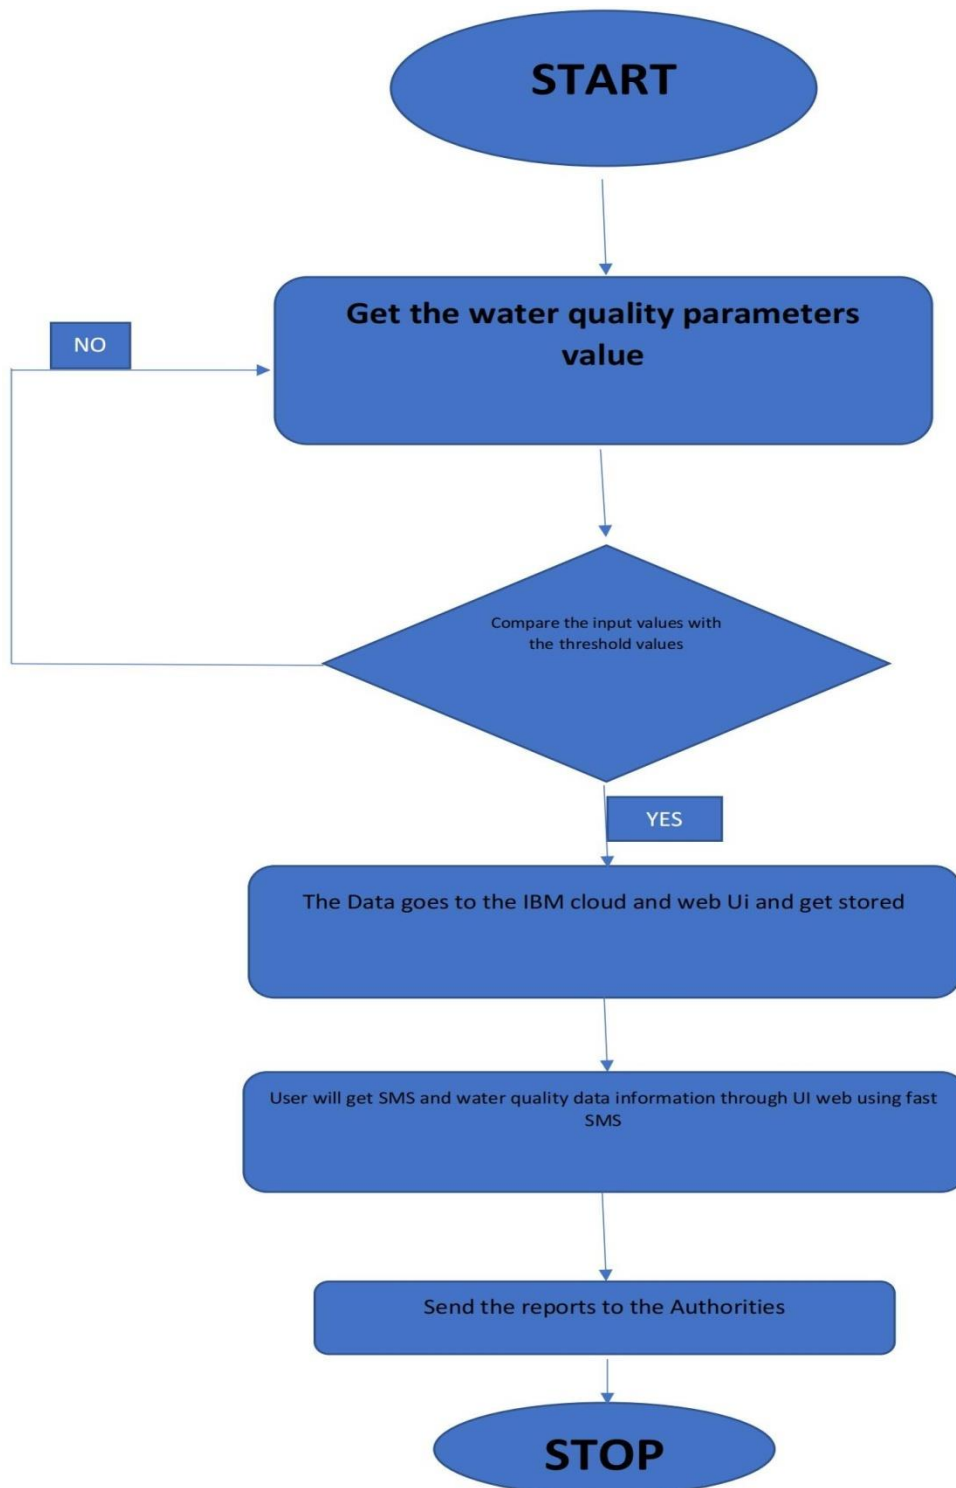 START
Get the water quality parameters
value
NO
Compare the input values with
the threshold values
YES
The Data goes to the IBM cloud and web Ui and get stored
User will get SMS and water quality data information through UI web using fast
SMS
Send the reports to the Authorities
STOP